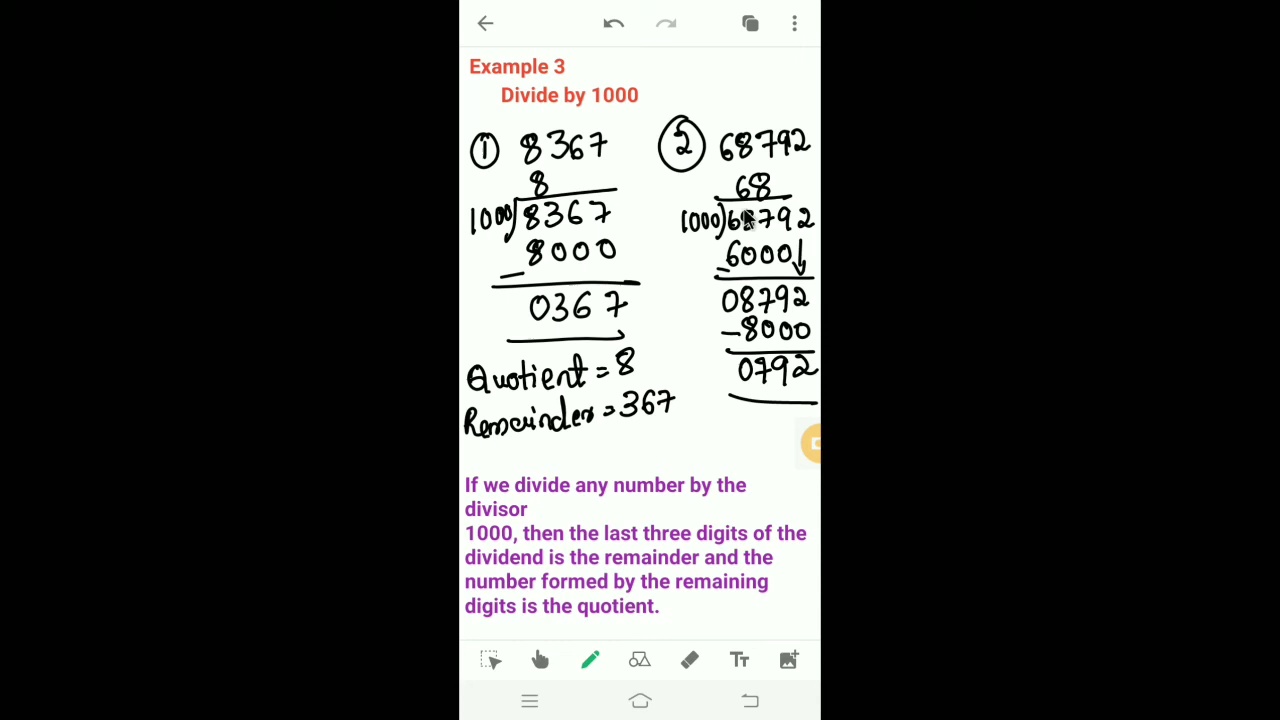 Example 3
Divide by 1000
① 8367
8
1000)8367
8000
–
0367
Quotient = 8
Remainder = 367
② 68792
68
1000)68792
– 6000↓
08792
– 8000
0792
If we divide any number by the
divisor
1000, then the last three digits of the
dividend is the remainder and the
number formed by the remaining
digits is the quotient.
Tт